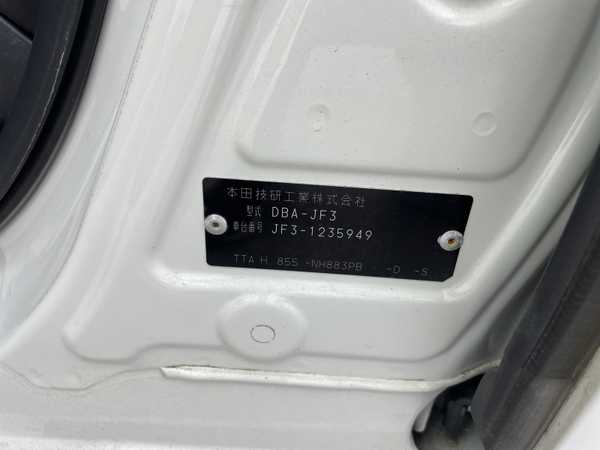 本田技研工業株式会社
型式 DBA-JF3
車台番号 JF3-1235949
TTA H 855 -NH883PB - -D -S